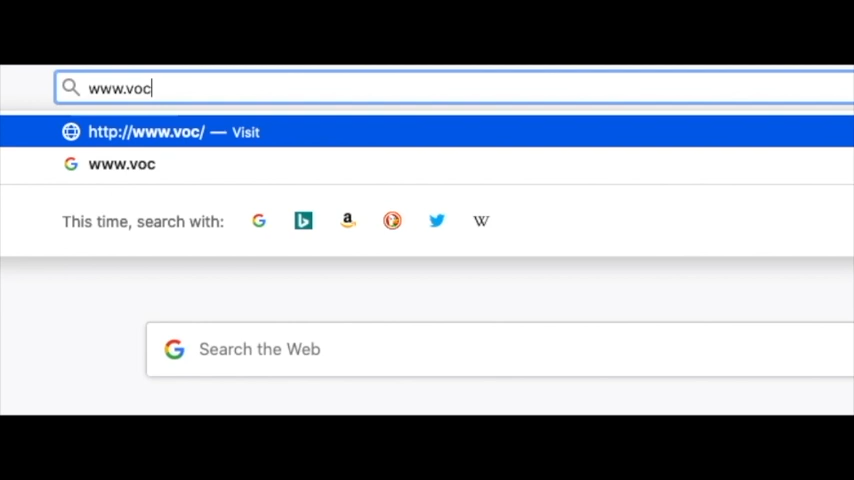 www.voc
http://www.voc/ — Visit
www.voc
This time, search with:
Search the Web